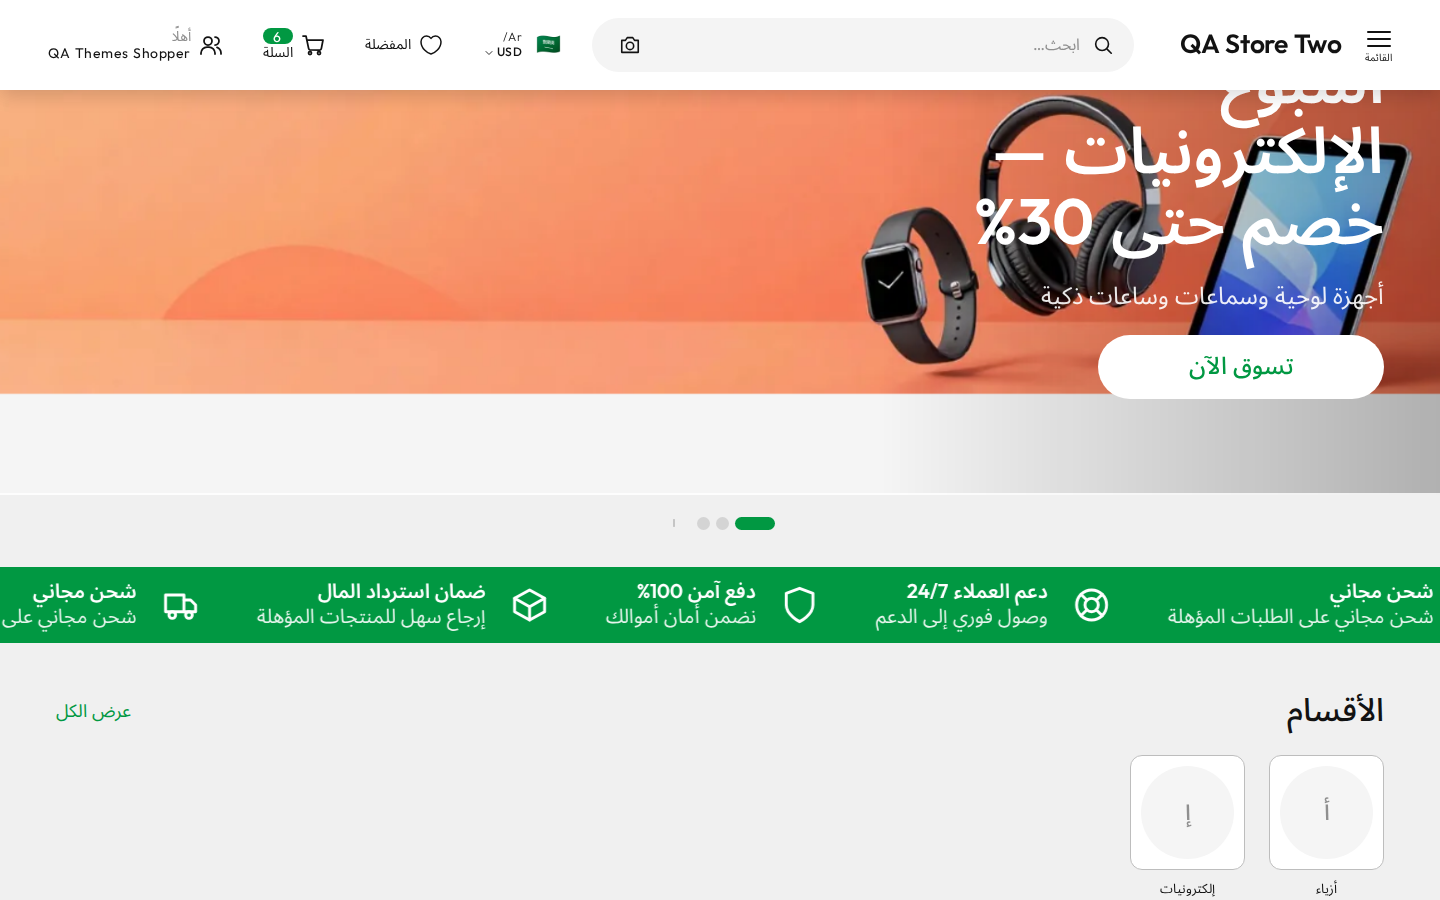 القائمة
QA Store Two
ابحث...
Ar/
USD
المفضلة
6
السلة
أهلًا
QA Themes Shopper
أسبوع
الإلكترونيات —
خصم حتى 30%
أجهزة لوحية وسماعات وساعات ذكية
تسوق الآن
شحن مجاني
شحن مجاني على الطلبات المؤهلة
دعم العملاء 24/7
وصول فوري إلى الدعم
دفع آمن 100%
نضمن أمان أموالك
ضمان استرداد المال
إرجاع سهل للمنتجات المؤهلة
شحن مجاني
شحن مجاني على
الأقسام
عرض الكل
أ
إ
أزياء
إلكترونيات